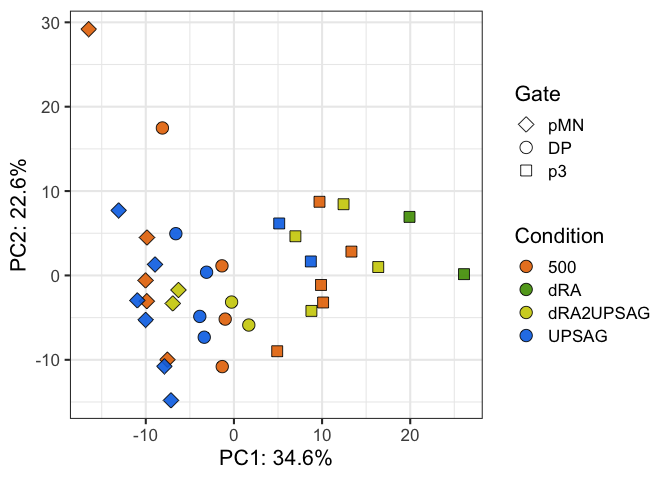 30
20
10
0
-10
-10
0
10
20
PC1: 34.6%
PC2: 22.6%
Gate
pMN
DP
p3
Condition
500
dRA
dRA2UPSAG
UPSAG